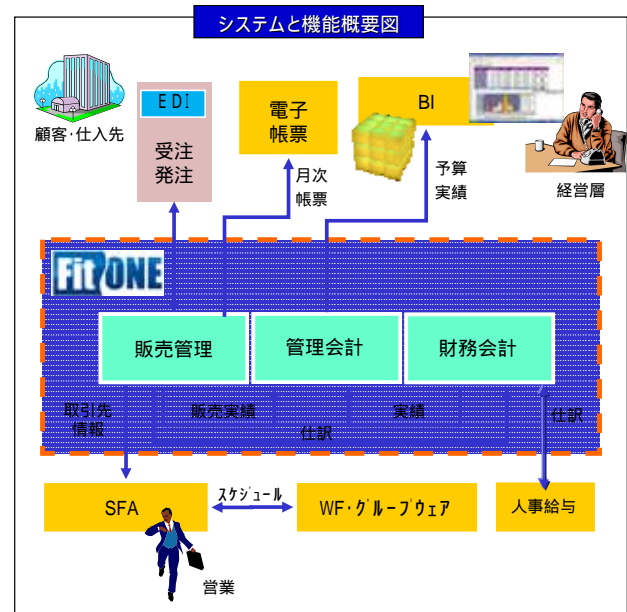 システムと機能概要図
顧客・仕入先
ＥＤＩ
受注
発注
電子
帳票
BI
経営層
月次
帳票
予算
実績
Fit ONE
販売管理
管理会計
財務会計
取引先
情報
販売実績
仕訳
実績
仕訳
SFA
ｽｹｼﾞｭｰﾙ
WF・ｸﾞﾙｰﾌﾟｳｪｱ
人事給与
営業